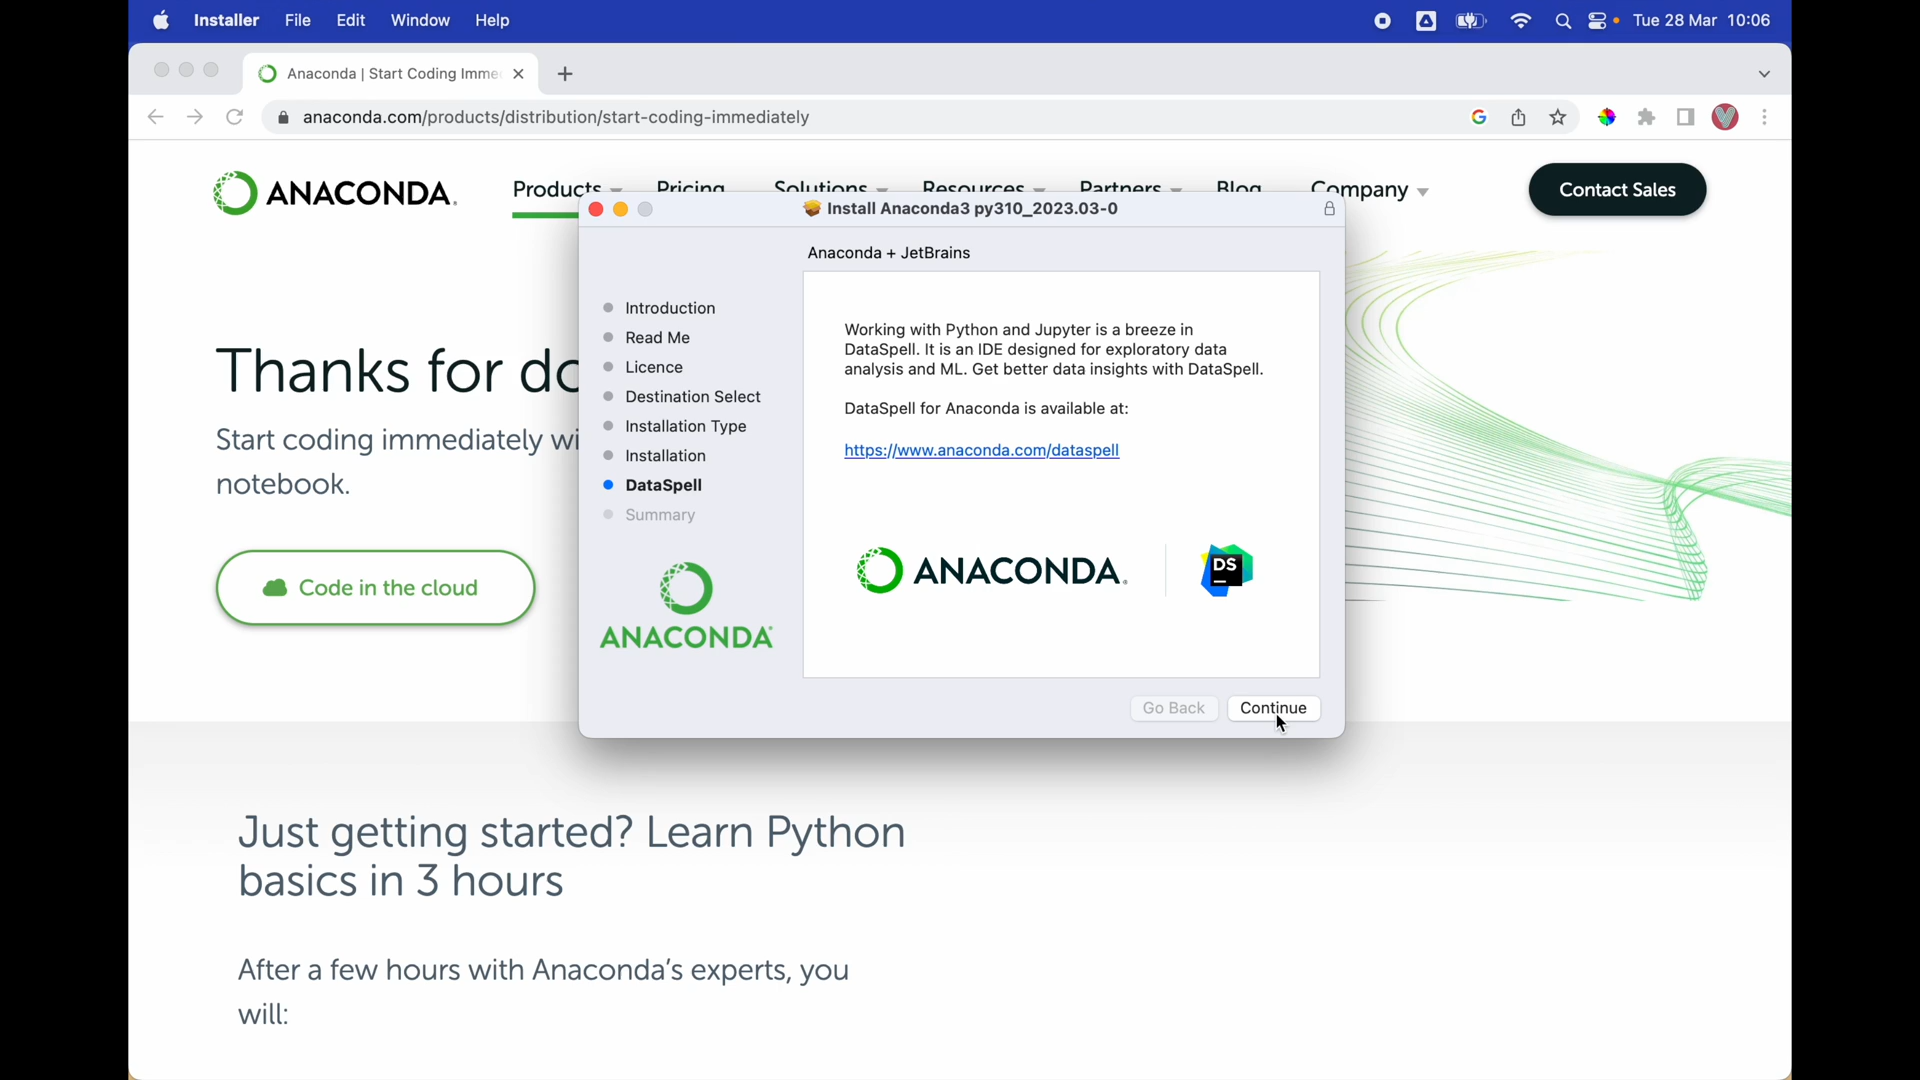 Installer File Edit Window Help Tue 28 Mar 10:06
Anaconda | Start Coding Imme
anaconda.com/products/distribution/start-coding-immediately
ANACONDA. Products Pricing Solutions Resources Partners Blog Company Contact Sales
Install Anaconda3 py310_2023.03-0
Anaconda + JetBrains
Introduction
Read Me
Licence
Destination Select
Installation Type
Installation
DataSpell
Summary
ANACONDA
Working with Python and Jupyter is a breeze in
DataSpell. It is an IDE designed for exploratory data
analysis and ML. Get better data insights with DataSpell.
DataSpell for Anaconda is available at:
https://www.anaconda.com/dataspell
ANACONDA. DS
Go Back Continue
Thanks for do
Start coding immediately wi
notebook.
Code in the cloud
Just getting started? Learn Python
basics in 3 hours
After a few hours with Anaconda's experts, you
will: